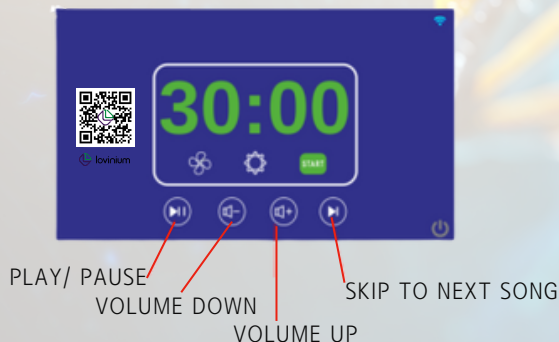 30:00
lovinium
START
PLAY/ PAUSE
VOLUME DOWN
SKIP TO NEXT SONG
VOLUME UP